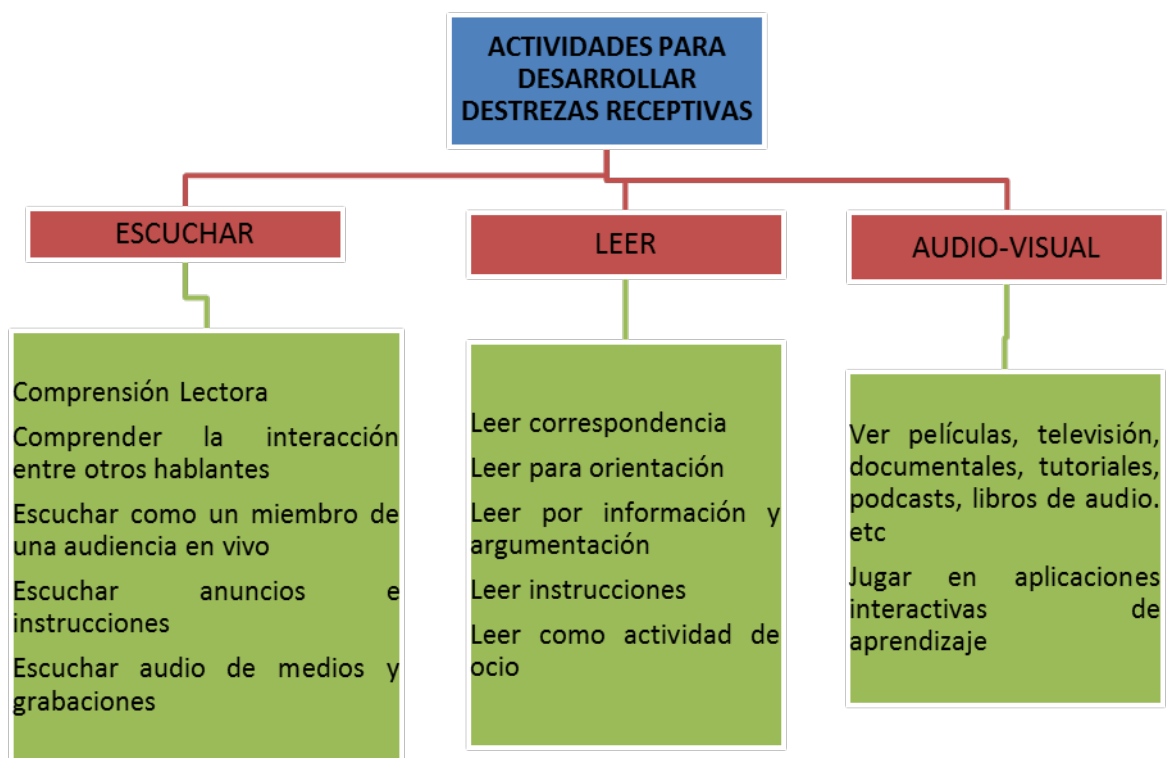 ACTIVIDADES PARA
DESARROLLAR
DESTREZAS RECEPTIVAS
ESCUCHAR
Comprensión Lectora
Comprender la interacción
entre otros hablantes
Escuchar como un miembro de
una audiencia en vivo
Escuchar anuncios e
instrucciones
Escuchar audio de medios y
grabaciones
LEER
Leer correspondencia
Leer para orientación
Leer por información y
argumentación
Leer instrucciones
Leer como actividad de
ocio
AUDIO-VISUAL
Ver películas, televisión,
documentales, tutoriales,
podcasts, libros de audio.
etc
Jugar en aplicaciones
interactivas de
aprendizaje